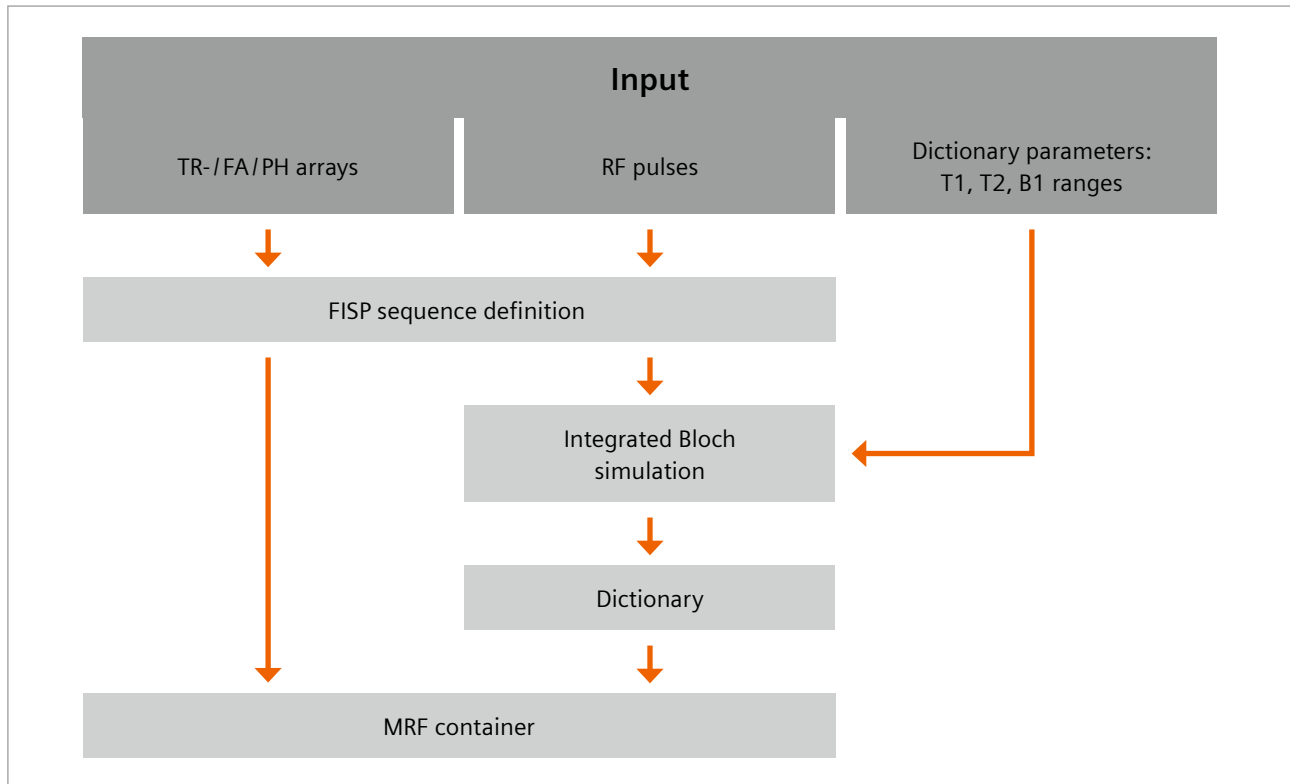 Input
TR-/FA/PH arrays
RF pulses
Dictionary parameters:
T1, T2, B1 ranges
FISP sequence definition
Integrated Bloch
simulation
Dictionary
MRF container